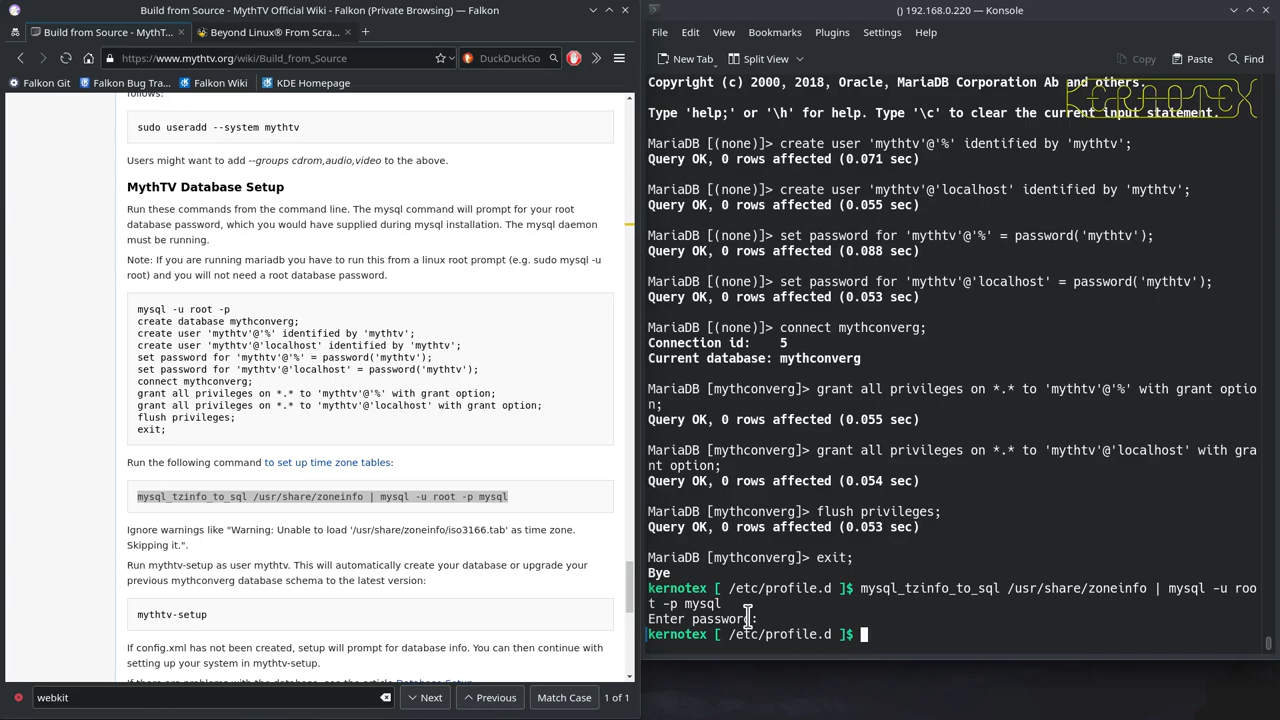 Build from Source - MythTV Official Wiki - Falkon (Private Browsing) — Falkon
Build from Source - MythT...
Beyond Linux® From Scra...
https://www.mythtv.org/wiki/Build_from_Source
DuckDuckGo
Falkon Git
Falkon Bug Tra...
Falkon Wiki
KDE Homepage
follows:
sudo useradd --system mythtv
Users might want to add --groups cdrom,audio,video to the above.
MythTV Database Setup
Run these commands from the command line. The mysql command will prompt for your root
database password, which you would have supplied during mysql installation. The mysql daemon
must be running.
Note: If you are running mariadb you have to run this from a linux root prompt (e.g. sudo mysql -u
root) and you will not need a root database password.
mysql -u root -p
create database mythconverg;
create user 'mythtv'@'%' identified by 'mythtv';
create user 'mythtv'@'localhost' identified by 'mythtv';
set password for 'mythtv'@'%' = password('mythtv');
set password for 'mythtv'@'localhost' = password('mythtv');
connect mythconverg;
grant all privileges on *.* to 'mythtv'@'%' with grant option;
grant all privileges on *.* to 'mythtv'@'localhost' with grant option;
flush privileges;
exit;
Run the following command to set up time zone tables:
mysql_tzinfo_to_sql /usr/share/zoneinfo | mysql -u root -p mysql
Ignore warnings like "Warning: Unable to load '/usr/share/zoneinfo/iso3166.tab' as time zone.
Skipping it.".
Run mythtv-setup as user mythtv. This will automatically create your database or upgrade your
previous mythconverg database schema to the latest version:
mythtv-setup
If config.xml has not been created, setup will prompt for database info. You can then continue with
setting up your system in mythtv-setup.
If there are problems with the database, see the article Database Setup
webkit
Next
Previous
Match Case
1 of 1
() 192.168.0.220 — Konsole
File Edit View Bookmarks Plugins Settings Help
New Tab
Split View
Copy
Paste
Find
KERNOTEX
Copyright (c) 2000, 2018, Oracle, MariaDB Corporation Ab and others.
Type 'help;' or '\h' for help. Type '\c' to clear the current input statement.
MariaDB [(none)]> create user 'mythtv'@'%' identified by 'mythtv';
Query OK, 0 rows affected (0.071 sec)
MariaDB [(none)]> create user 'mythtv'@'localhost' identified by 'mythtv';
Query OK, 0 rows affected (0.055 sec)
MariaDB [(none)]> set password for 'mythtv'@'%' = password('mythtv');
Query OK, 0 rows affected (0.088 sec)
MariaDB [(none)]> set password for 'mythtv'@'localhost' = password('mythtv');
Query OK, 0 rows affected (0.053 sec)
MariaDB [(none)]> connect mythconverg;
Connection id:    5
Current database: mythconverg
MariaDB [mythconverg]> grant all privileges on *.* to 'mythtv'@'%' with grant optio
n;
Query OK, 0 rows affected (0.055 sec)
MariaDB [mythconverg]> grant all privileges on *.* to 'mythtv'@'localhost' with gra
nt option;
Query OK, 0 rows affected (0.054 sec)
MariaDB [mythconverg]> flush privileges;
Query OK, 0 rows affected (0.053 sec)
MariaDB [mythconverg]> exit;
Bye
kernotex [ /etc/profile.d ]$ mysql_tzinfo_to_sql /usr/share/zoneinfo | mysql -u roo
t -p mysql
Enter password:
kernotex [ /etc/profile.d ]$